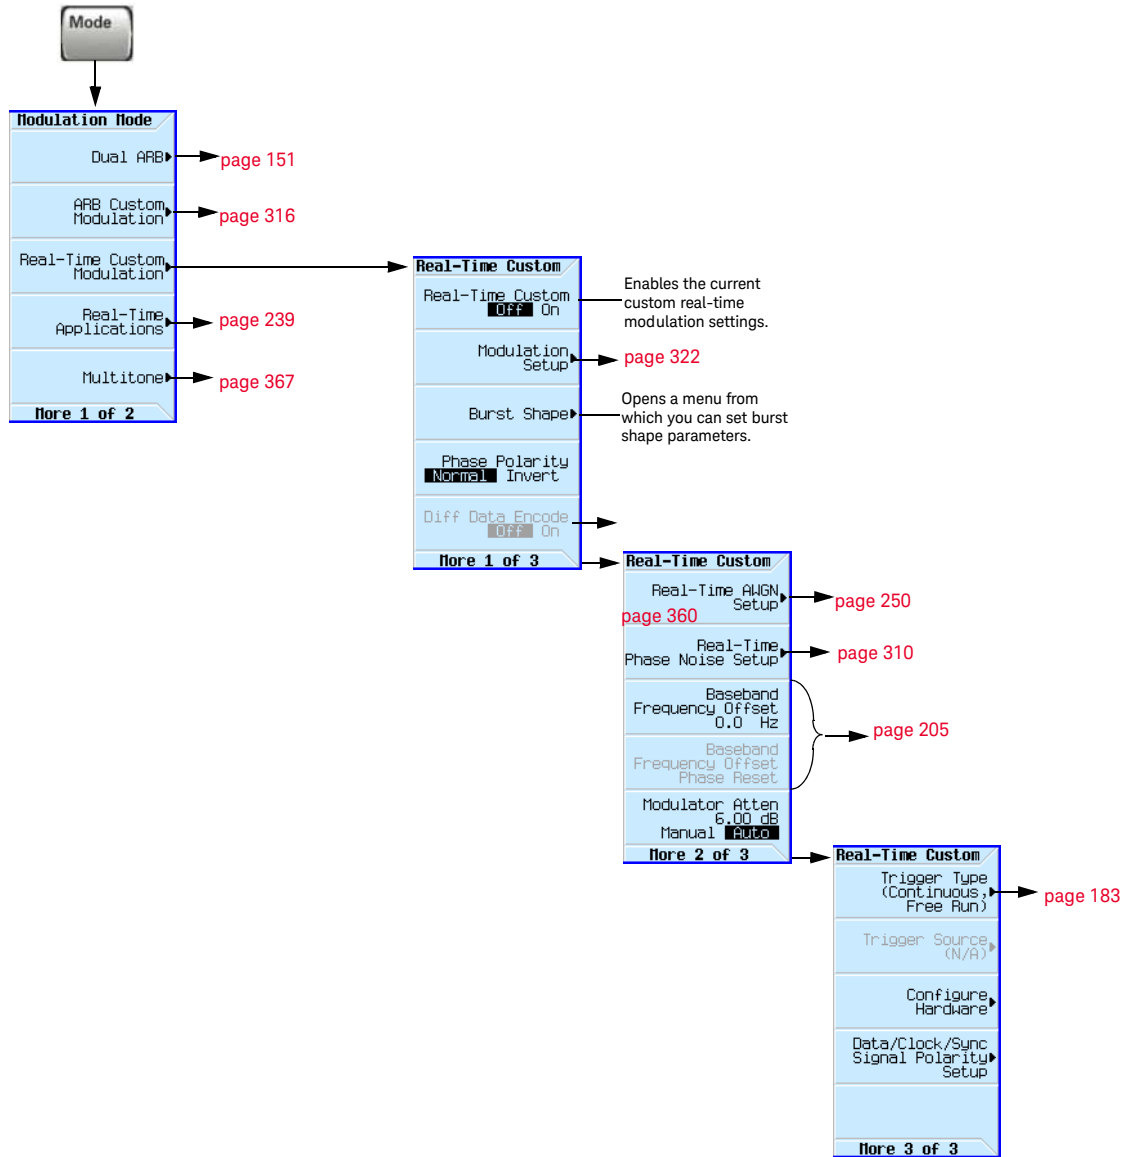 Mode
Modulation Mode
Dual ARB
page 151
ARB Custom
Modulation
page 316
Real-Time Custom
Modulation
Real-Time
Applications
page 239
Multitone
page 367
More 1 of 2
Real-Time Custom
Real-Time Custom
Off On
Enables the current
custom real-time
modulation settings.
Modulation
Setup
page 322
Burst Shape
Opens a menu from
which you can set burst
shape parameters.
Phase Polarity
Normal Invert
Diff Data Encode
Off On
More 1 of 3
Real-Time Custom
Real-Time AWGN
Setup
page 250
page 360
Real-Time
Phase Noise Setup
page 310
Baseband
Frequency Offset
0.0 Hz
page 205
Baseband
Frequency Offset
Phase Reset
Modulator Atten
6.00 dB
Manual Auto
More 2 of 3
Real-Time Custom
Trigger Type
(Continuous,
Free Run)
page 183
Trigger Source
(N/A)
Configure
Hardware
Data/Clock/Sync
Signal Polarity
Setup
More 3 of 3